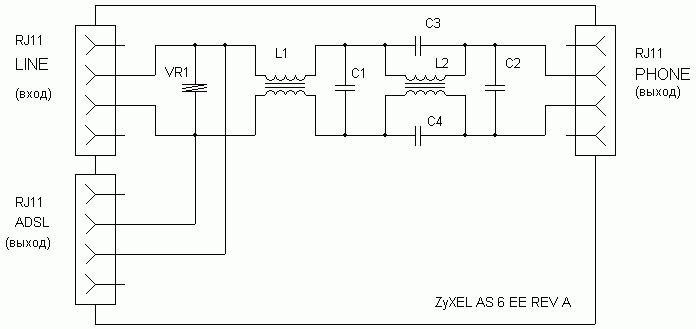 RJ11
LINE
(вход)
VR1
L1
C1
C3
L2
C4
C2
RJ11
PHONE
(выход)
RJ11
ADSL
(выход)
ZyXEL AS 6 EE REV A